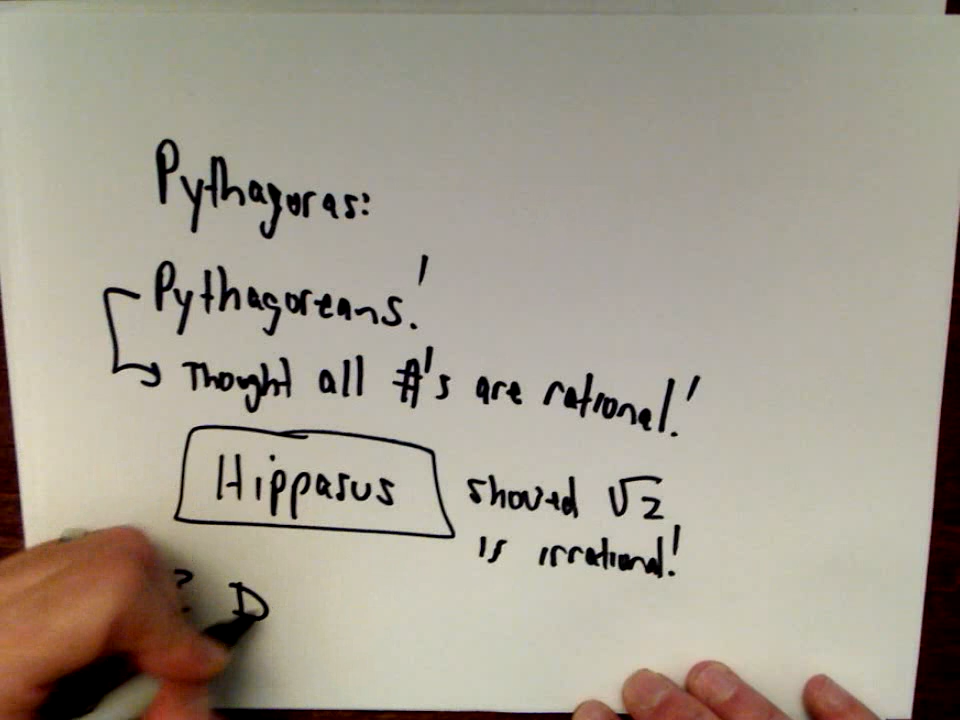 Pythagoras:
Pythagoreans!
Thought all #'s are rational!
Hippasus showed √2
is irrational!
? D